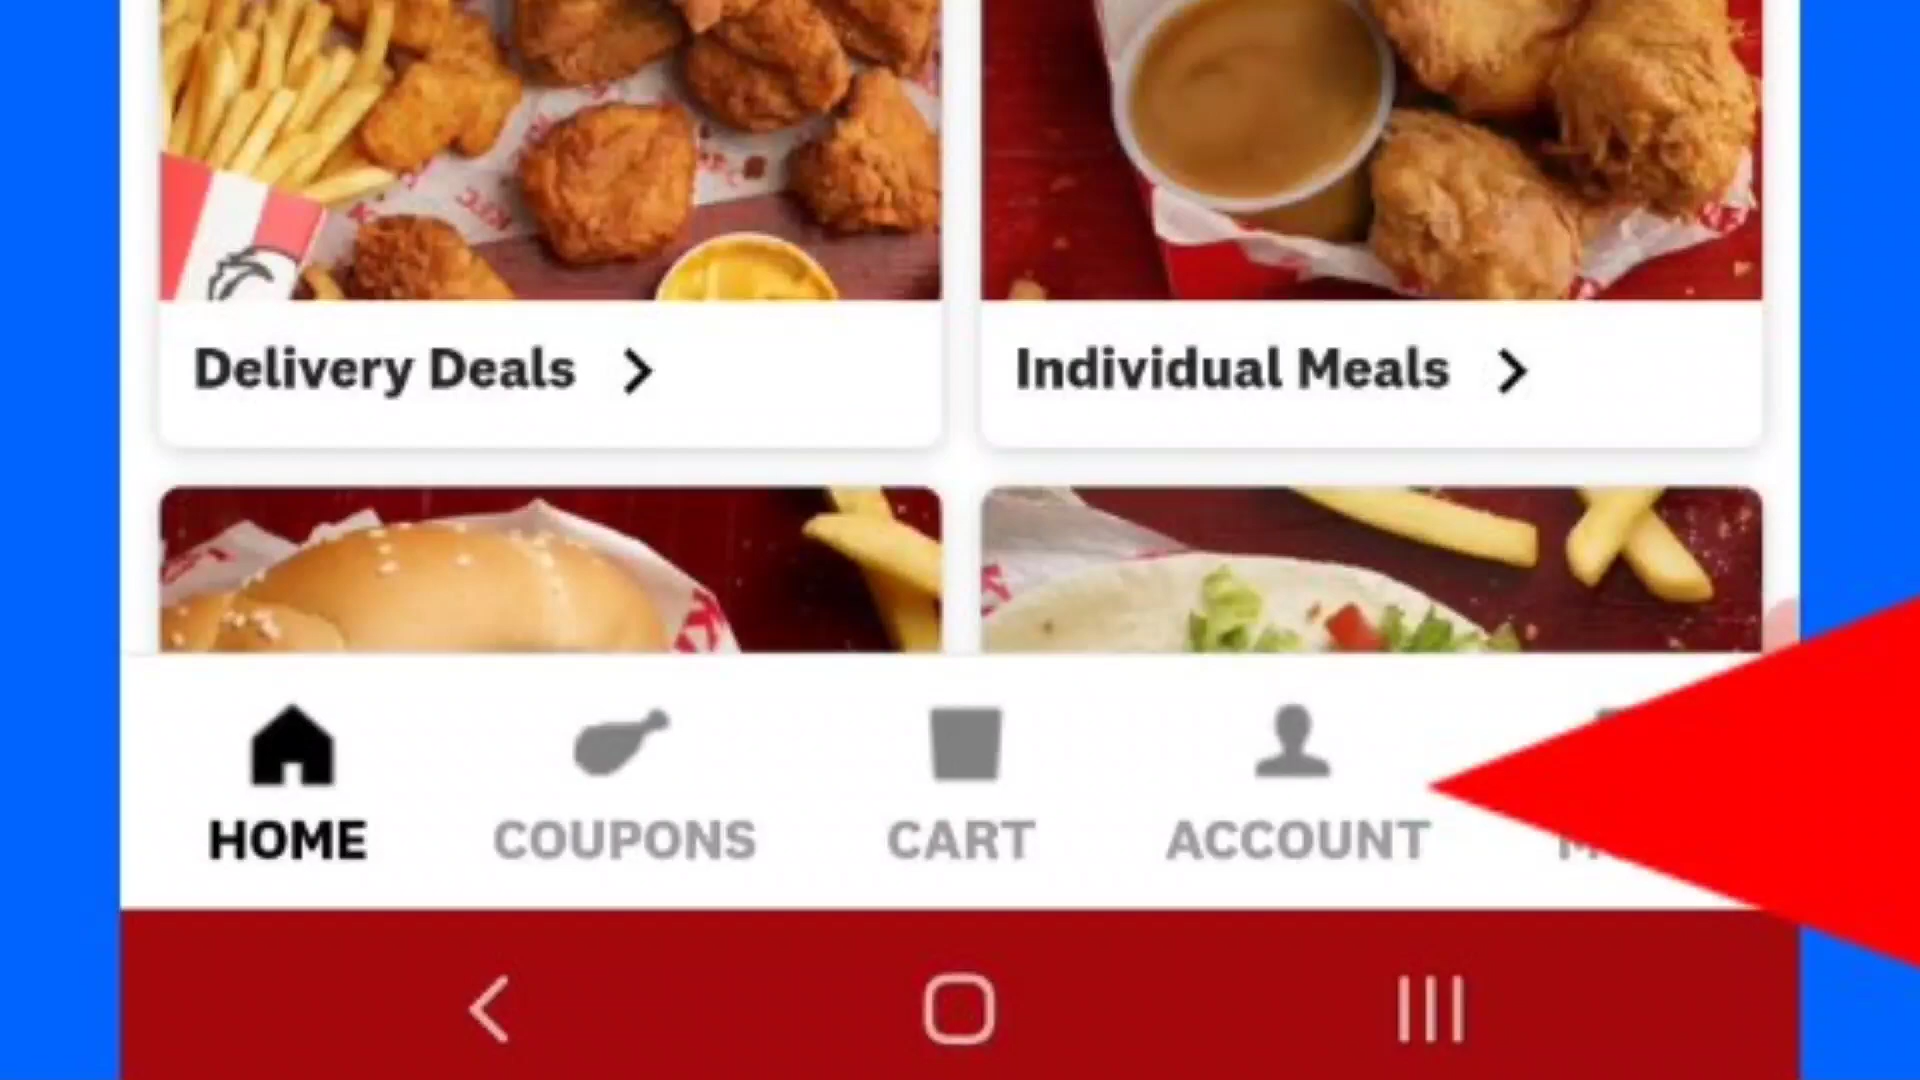 Delivery Deals
Individual Meals
HOME
COUPONS
CART
ACCOUNT